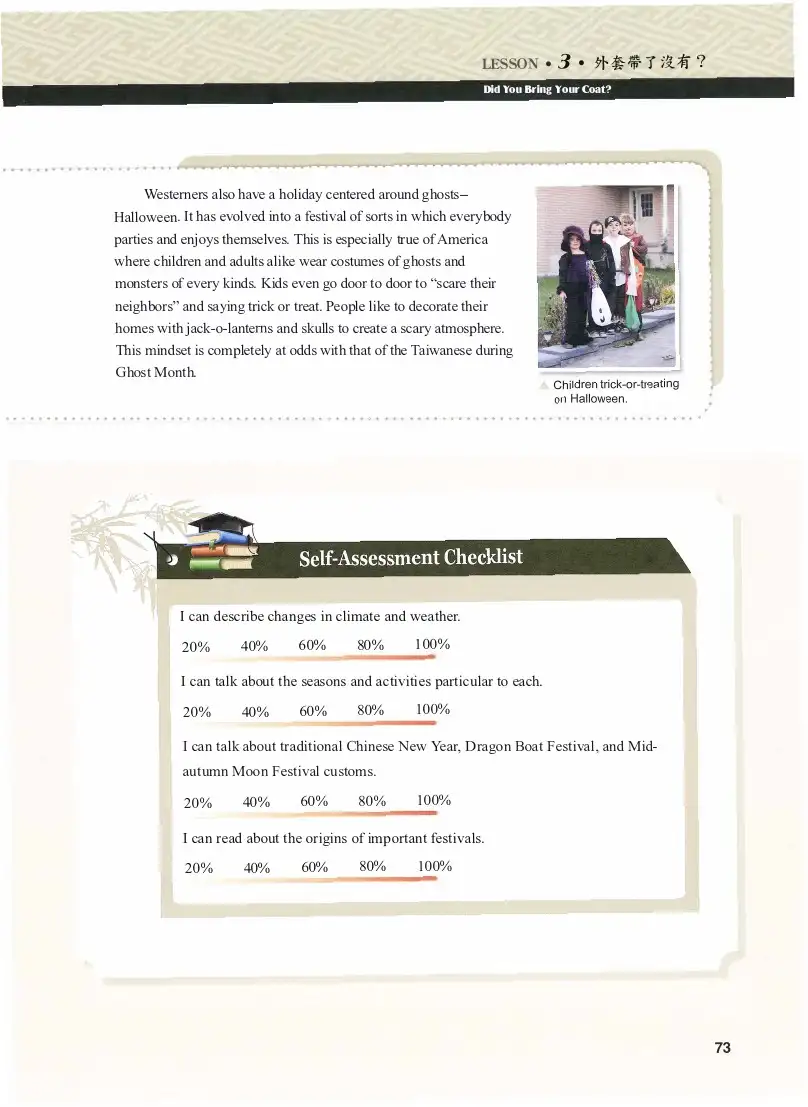 LESSON • 3 • 外套帶了沒有？
Did You Bring Your Coat?
Westerners also have a holiday centered around ghosts–
Halloween. It has evolved into a festival of sorts in which everybody
parties and enjoys themselves. This is especially true of America
where children and adults alike wear costumes of ghosts and
monsters of every kinds. Kids even go door to door to “scare their
neighbors” and saying trick or treat. People like to decorate their
homes with jack-o-lanterns and skulls to create a scary atmosphere.
This mindset is completely at odds with that of the Taiwanese during
Ghost Month.
Children trick-or-treating
on Halloween.
Self-Assessment Checklist
I can describe changes in climate and weather.
20% 40% 60% 80% 100%
I can talk about the seasons and activities particular to each.
20% 40% 60% 80% 100%
I can talk about traditional Chinese New Year, Dragon Boat Festival, and Mid-
autumn Moon Festival customs.
20% 40% 60% 80% 100%
I can read about the origins of important festivals.
20% 40% 60% 80% 100%
73